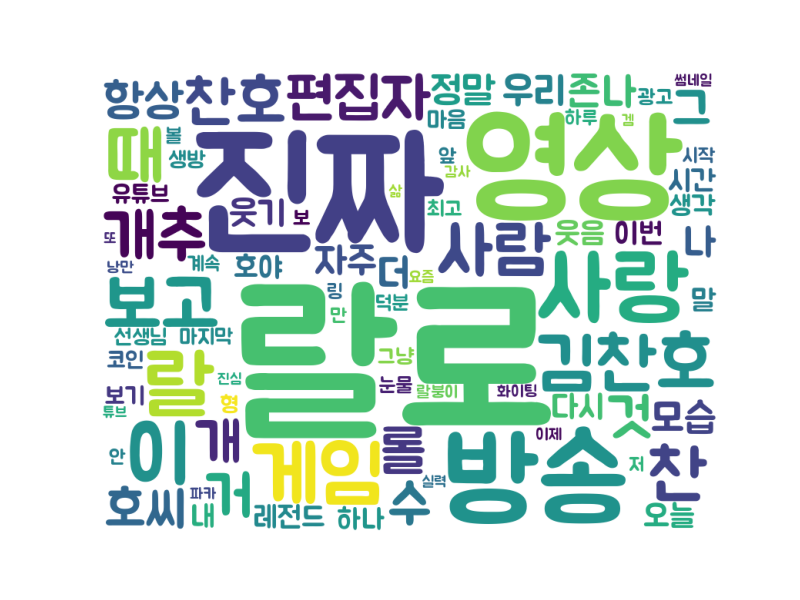 썸네일
항상 찬호 편집자 정말 우리 존나 광고 그
때 볼 진짜 마음 영상 하루 겜
생방 앞 시작
유튜브 삶 감사 시간
개추 웃기 보 최고 생각
또 사람 웃음 이번 나
낭만 계속 호야 자주 더 요즘
보고 랄로 링 덕분 사랑 말
선생님 마지막 만
코인 랄 진심 그냥 김찬호
보기 형 눈물 랄붕이 화이팅
튜브 다시 것 모습
안 이 개 게임 롤 방송 이제 저 찬
호씨 파카 거 수 실력
내 레전드 하나 오늘